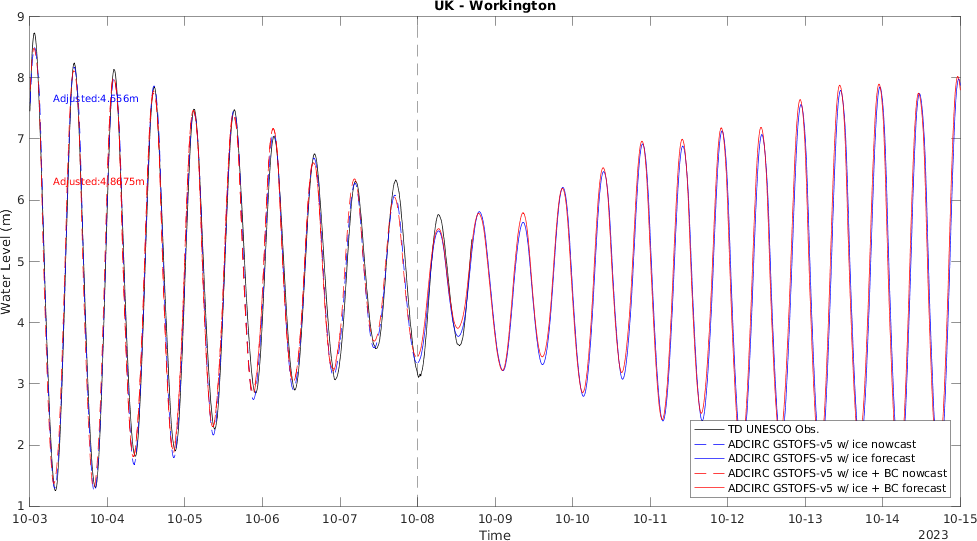 UK - Workington
9
8
7
6
5
4
3
2
1
Water Level (m)
Adjusted:4.556m
Adjusted:4.8675m
TD UNESCO Obs.
ADCIRC GSTOFS-v5 w/ ice nowcast
ADCIRC GSTOFS-v5 w/ ice forecast
ADCIRC GSTOFS-v5 w/ ice + BC nowcast
ADCIRC GSTOFS-v5 w/ ice + BC forecast
10-03 10-04 10-05 10-06 10-07 10-08 10-09 10-10 10-11 10-12 10-13 10-14 10-15
Time
2023